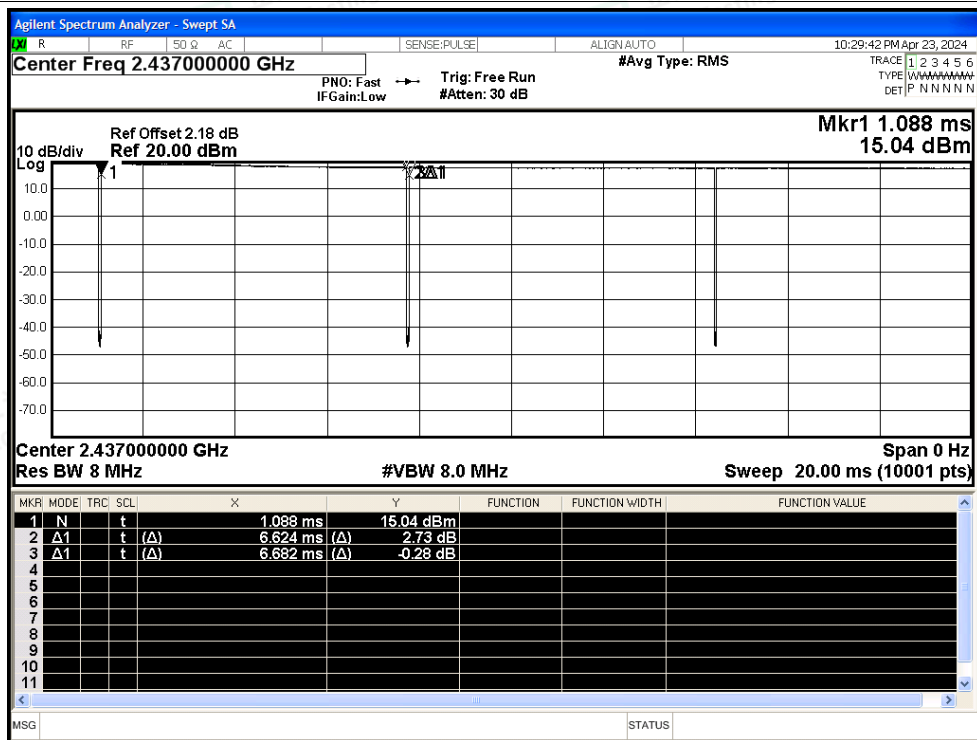 Agilent Spectrum Analyzer - Swept SA
LXI R RF 50 Ω AC SENSE:PULSE ALIGN AUTO 10:29:42 PM Apr 23, 2024
Center Freq 2.437000000 GHz #Avg Type: RMS TRACE 1 2 3 4 5 6
PNO: Fast Trig: Free Run TYPE WWWWWW
IFGain:Low #Atten: 30 dB DET P N N N N N
Mkr1 1.088 ms
Ref Offset 2.18 dB
10 dB/div Ref 20.00 dBm 15.04 dBm
Log
1 2Δ1
10.0
0.00
-10.0
-20.0
-30.0
-40.0
-50.0
-60.0
-70.0
Center 2.437000000 GHz Span 0 Hz
Res BW 8 MHz #VBW 8.0 MHz Sweep 20.00 ms (10001 pts)
MKR MODE TRC SCL X Y FUNCTION FUNCTION WIDTH FUNCTION VALUE
1 N t 1.088 ms 15.04 dBm
2 Δ1 t (Δ) 6.624 ms (Δ) 2.73 dB
3 Δ1 t (Δ) 6.682 ms (Δ) -0.28 dB
4
5
6
7
8
9
10
11
MSG STATUS